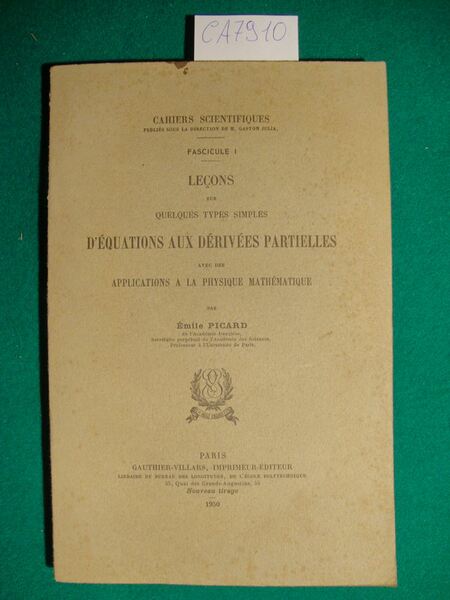 CA7910
CAHIERS SCIENTIFIQUES
PUBLIÉS SOUS LA DIRECTION DE M. GASTON JULIA.
FASCICULE I
LEÇONS
SUR
QUELQUES TYPES SIMPLES
D'ÉQUATIONS AUX DÉRIVÉES PARTIELLES
AVEC DES
APPLICATIONS A LA PHYSIQUE MATHÉMATIQUE
PAR
Émile PICARD
de l'Académie française,
Secrétaire perpétuel de l'Académie des Sciences,
Professeur à l'Université de Paris.
PARIS
GAUTHIER-VILLARS, IMPRIMEUR-ÉDITEUR
LIBRAIRE DU BUREAU DES LONGITUDES, DE L'ÉCOLE POLYTECHNIQUE
55, Quai des Grands-Augustins, 55
Nouveau tirage
1950